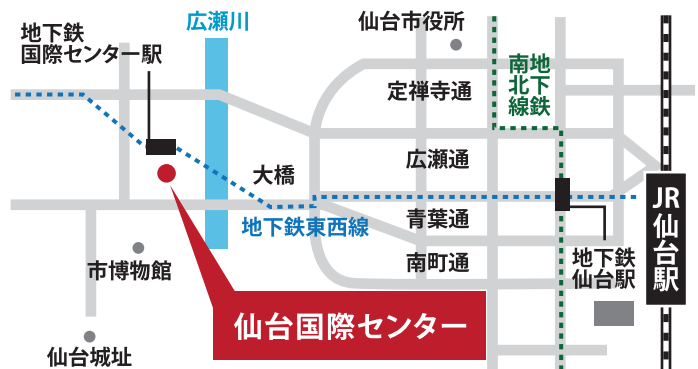 地下鉄
国際センター駅
広瀬川
仙台市役所
地下鉄
南北線
定禅寺通
広瀬通
大橋
地下鉄東西線
青葉通
南町通
JR仙台駅
地下鉄
仙台駅
市博物館
仙台国際センター
仙台城址